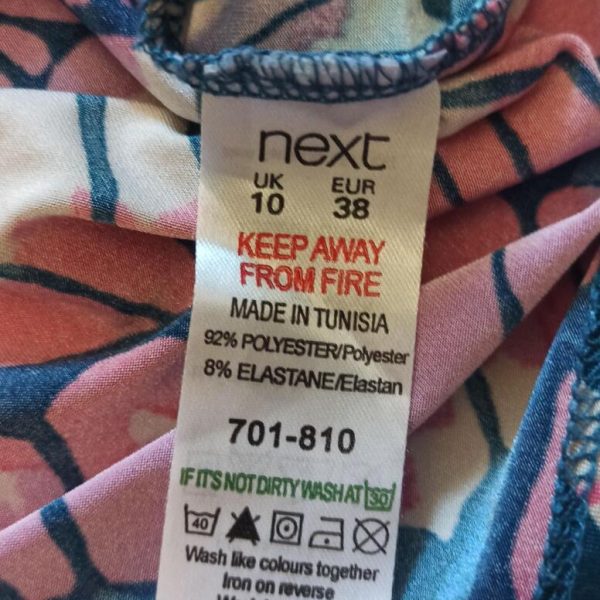 next
UK EUR
10 38
KEEP AWAY
FROM FIRE
MADE IN TUNISIA
92% POLYESTER/Polyester
8% ELASTANE/Elastan
701-810
IF IT'S NOT DIRTY WASH AT 30
40
Wash like colours together
Iron on reverse